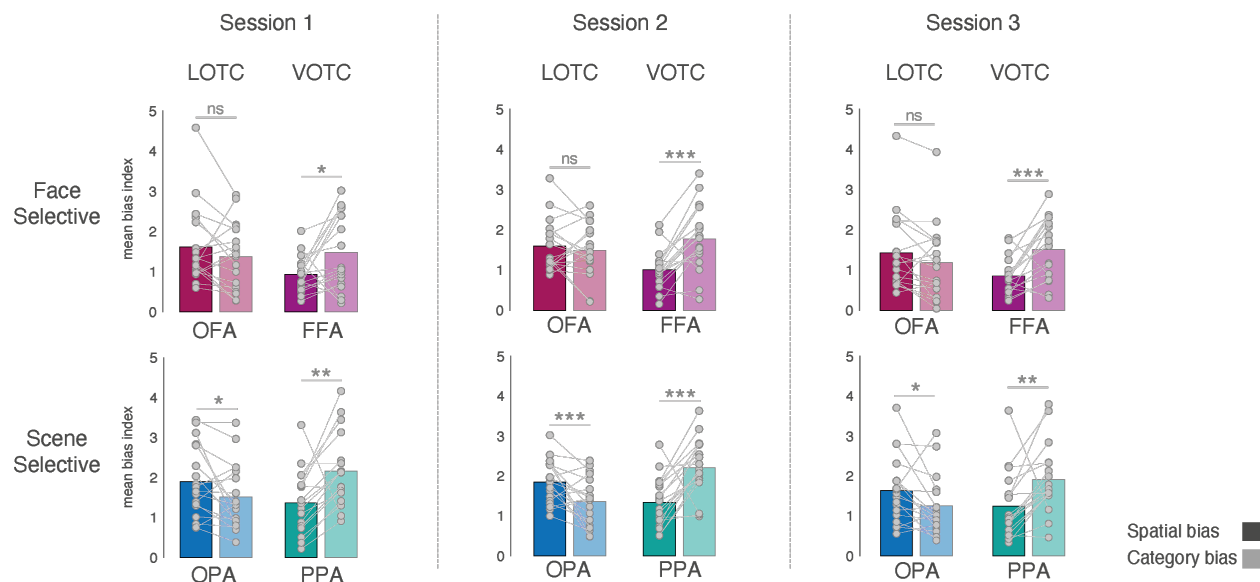 Session 1 Session 2 Session 3
LOTC VOTC LOTC VOTC LOTC VOTC
Face
Selective
mean bias index
5
4
3
2
1
0
ns
*
OFA FFA
5
4
3
2
1
0
ns
***
OFA FFA
5
4
3
2
1
0
ns
***
OFA FFA
Scene
Selective
mean bias index
5
4
3
2
1
0
*
**
OPA PPA
5
4
3
2
1
0
***
***
OPA PPA
5
4
3
2
1
0
*
**
OPA PPA
Spatial bias
Category bias